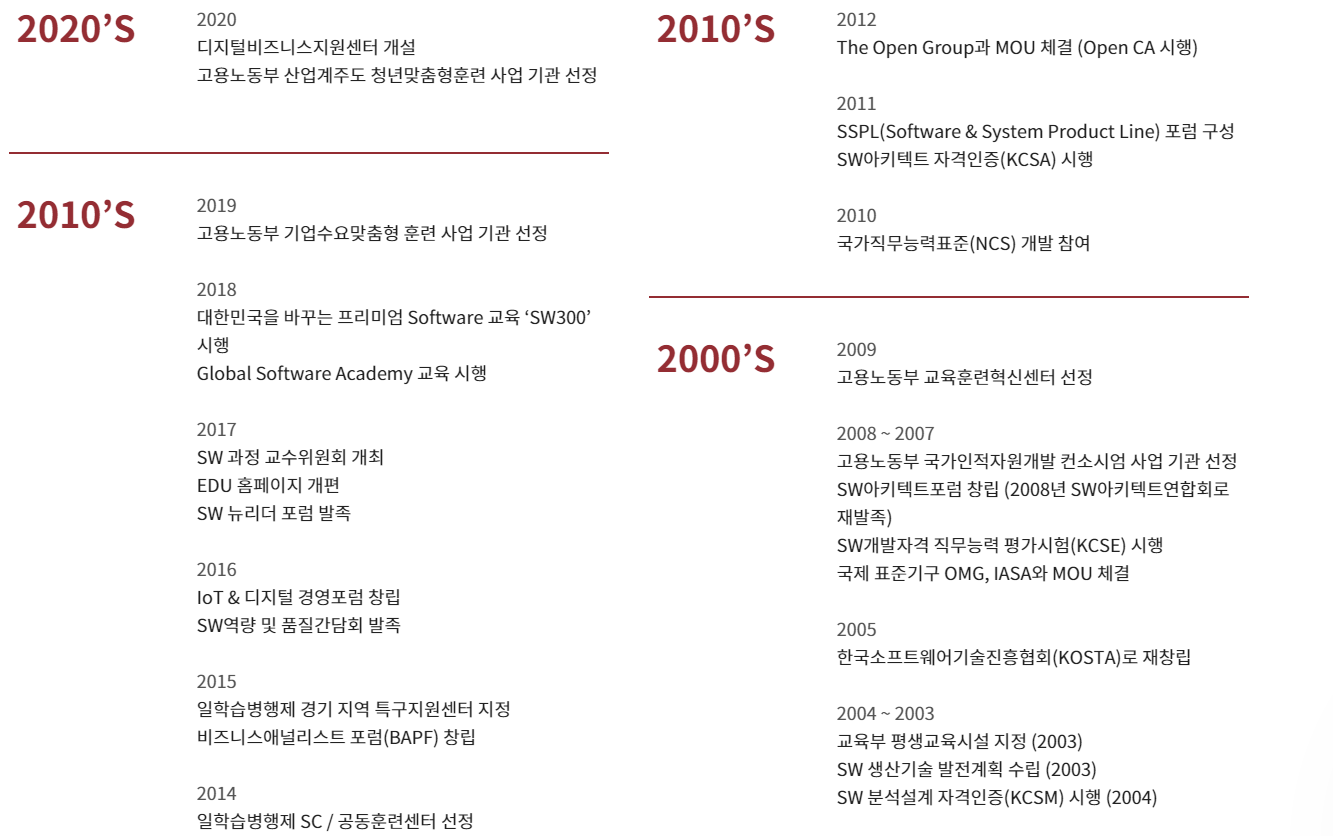 2020’S
2020
디지털비즈니스지원센터 개설
고용노동부 산업계주도 청년맞춤형훈련 사업 기관 선정
2010’S
2019
고용노동부 기업수요맞춤형 훈련 사업 기관 선정
2018
대한민국을 바꾸는 프리미엄 Software 교육 ‘SW300’
시행
Global Software Academy 교육 시행
2017
SW 과정 교수위원회 개최
EDU 홈페이지 개편
SW 뉴리더 포럼 발족
2016
IoT & 디지털 경영포럼 창립
SW역량 및 품질간담회 발족
2015
일학습병행제 경기 지역 특구지원센터 지정
비즈니스애널리스트 포럼(BAPF) 창립
2014
일학습병행제 SC / 공동훈련센터 선정
2010’S
2012
The Open Group과 MOU 체결 (Open CA 시행)
2011
SSPL(Software & System Product Line) 포럼 구성
SW아키텍트 자격인증(KCSA) 시행
2010
국가직무능력표준(NCS) 개발 참여
2000’S
2009
고용노동부 교육훈련혁신센터 선정
2008 ~ 2007
고용노동부 국가인적자원개발 컨소시엄 사업 기관 선정
SW아키텍트포럼 창립 (2008년 SW아키텍트연합회로
재발족)
SW개발자격 직무능력 평가시험(KCSE) 시행
국제 표준기구 OMG, IASA와 MOU 체결
2005
한국소프트웨어기술진흥협회(KOSTA)로 재창립
2004 ~ 2003
교육부 평생교육시설 지정 (2003)
SW 생산기술 발전계획 수립 (2003)
SW 분석설계 자격인증(KCSM) 시행 (2004)